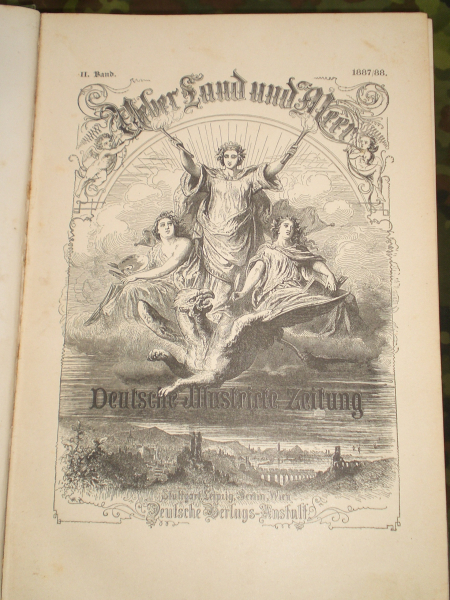 II. Band.
1887/88.
Ueber Land und Meer
Deutsche Illustrirte Zeitung
Stuttgart, Leipzig, Berlin, Wien.
Deutsche Verlags-Anstalt.